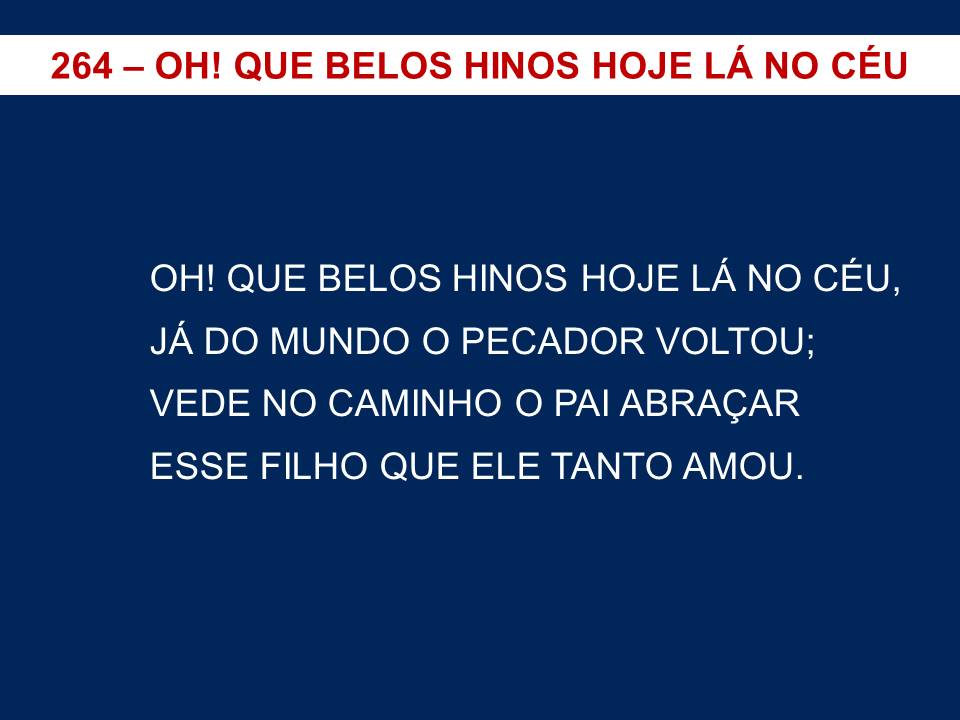 264 – OH! QUE BELOS HINOS HOJE LÁ NO CÉU
OH! QUE BELOS HINOS HOJE LÁ NO CÉU,
JÁ DO MUNDO O PECADOR VOLTOU;
VEDE NO CAMINHO O PAI ABRAÇAR
ESSE FILHO QUE ELE TANTO AMOU.